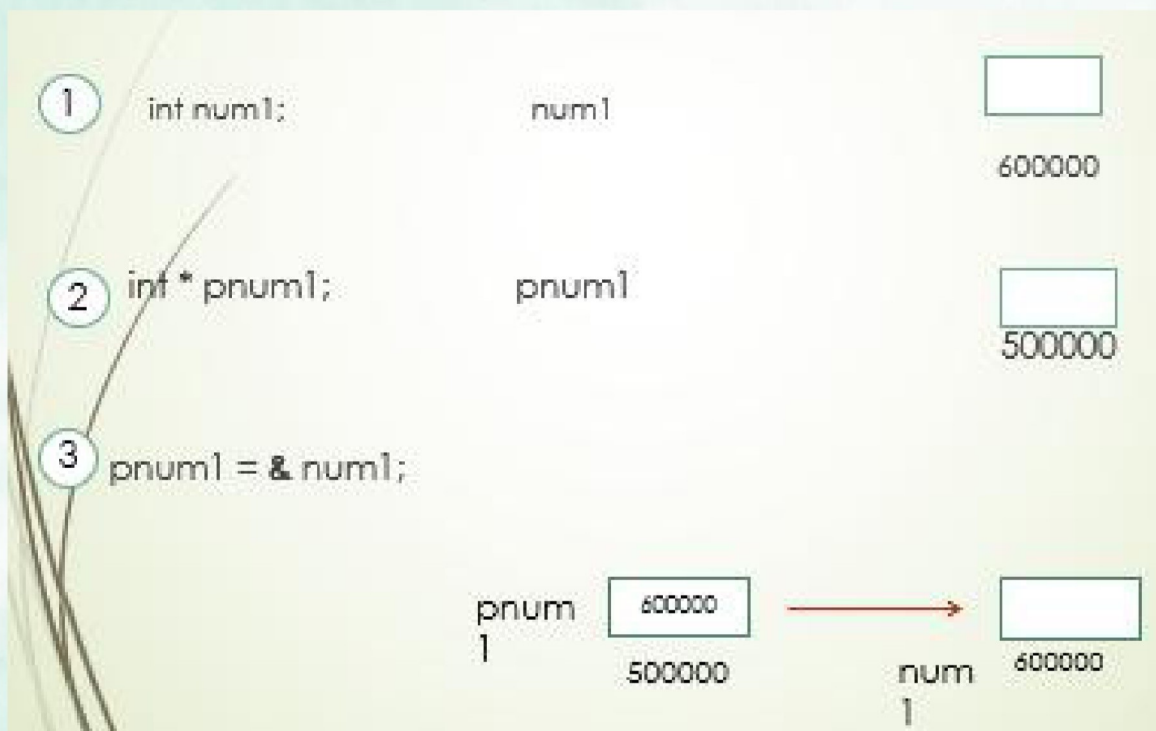 1 int num1; num1
600000
2 int * pnum1; pnum1
500000
3 pnum1 = & num1;
pnum 600000
1 500000 num 600000
1